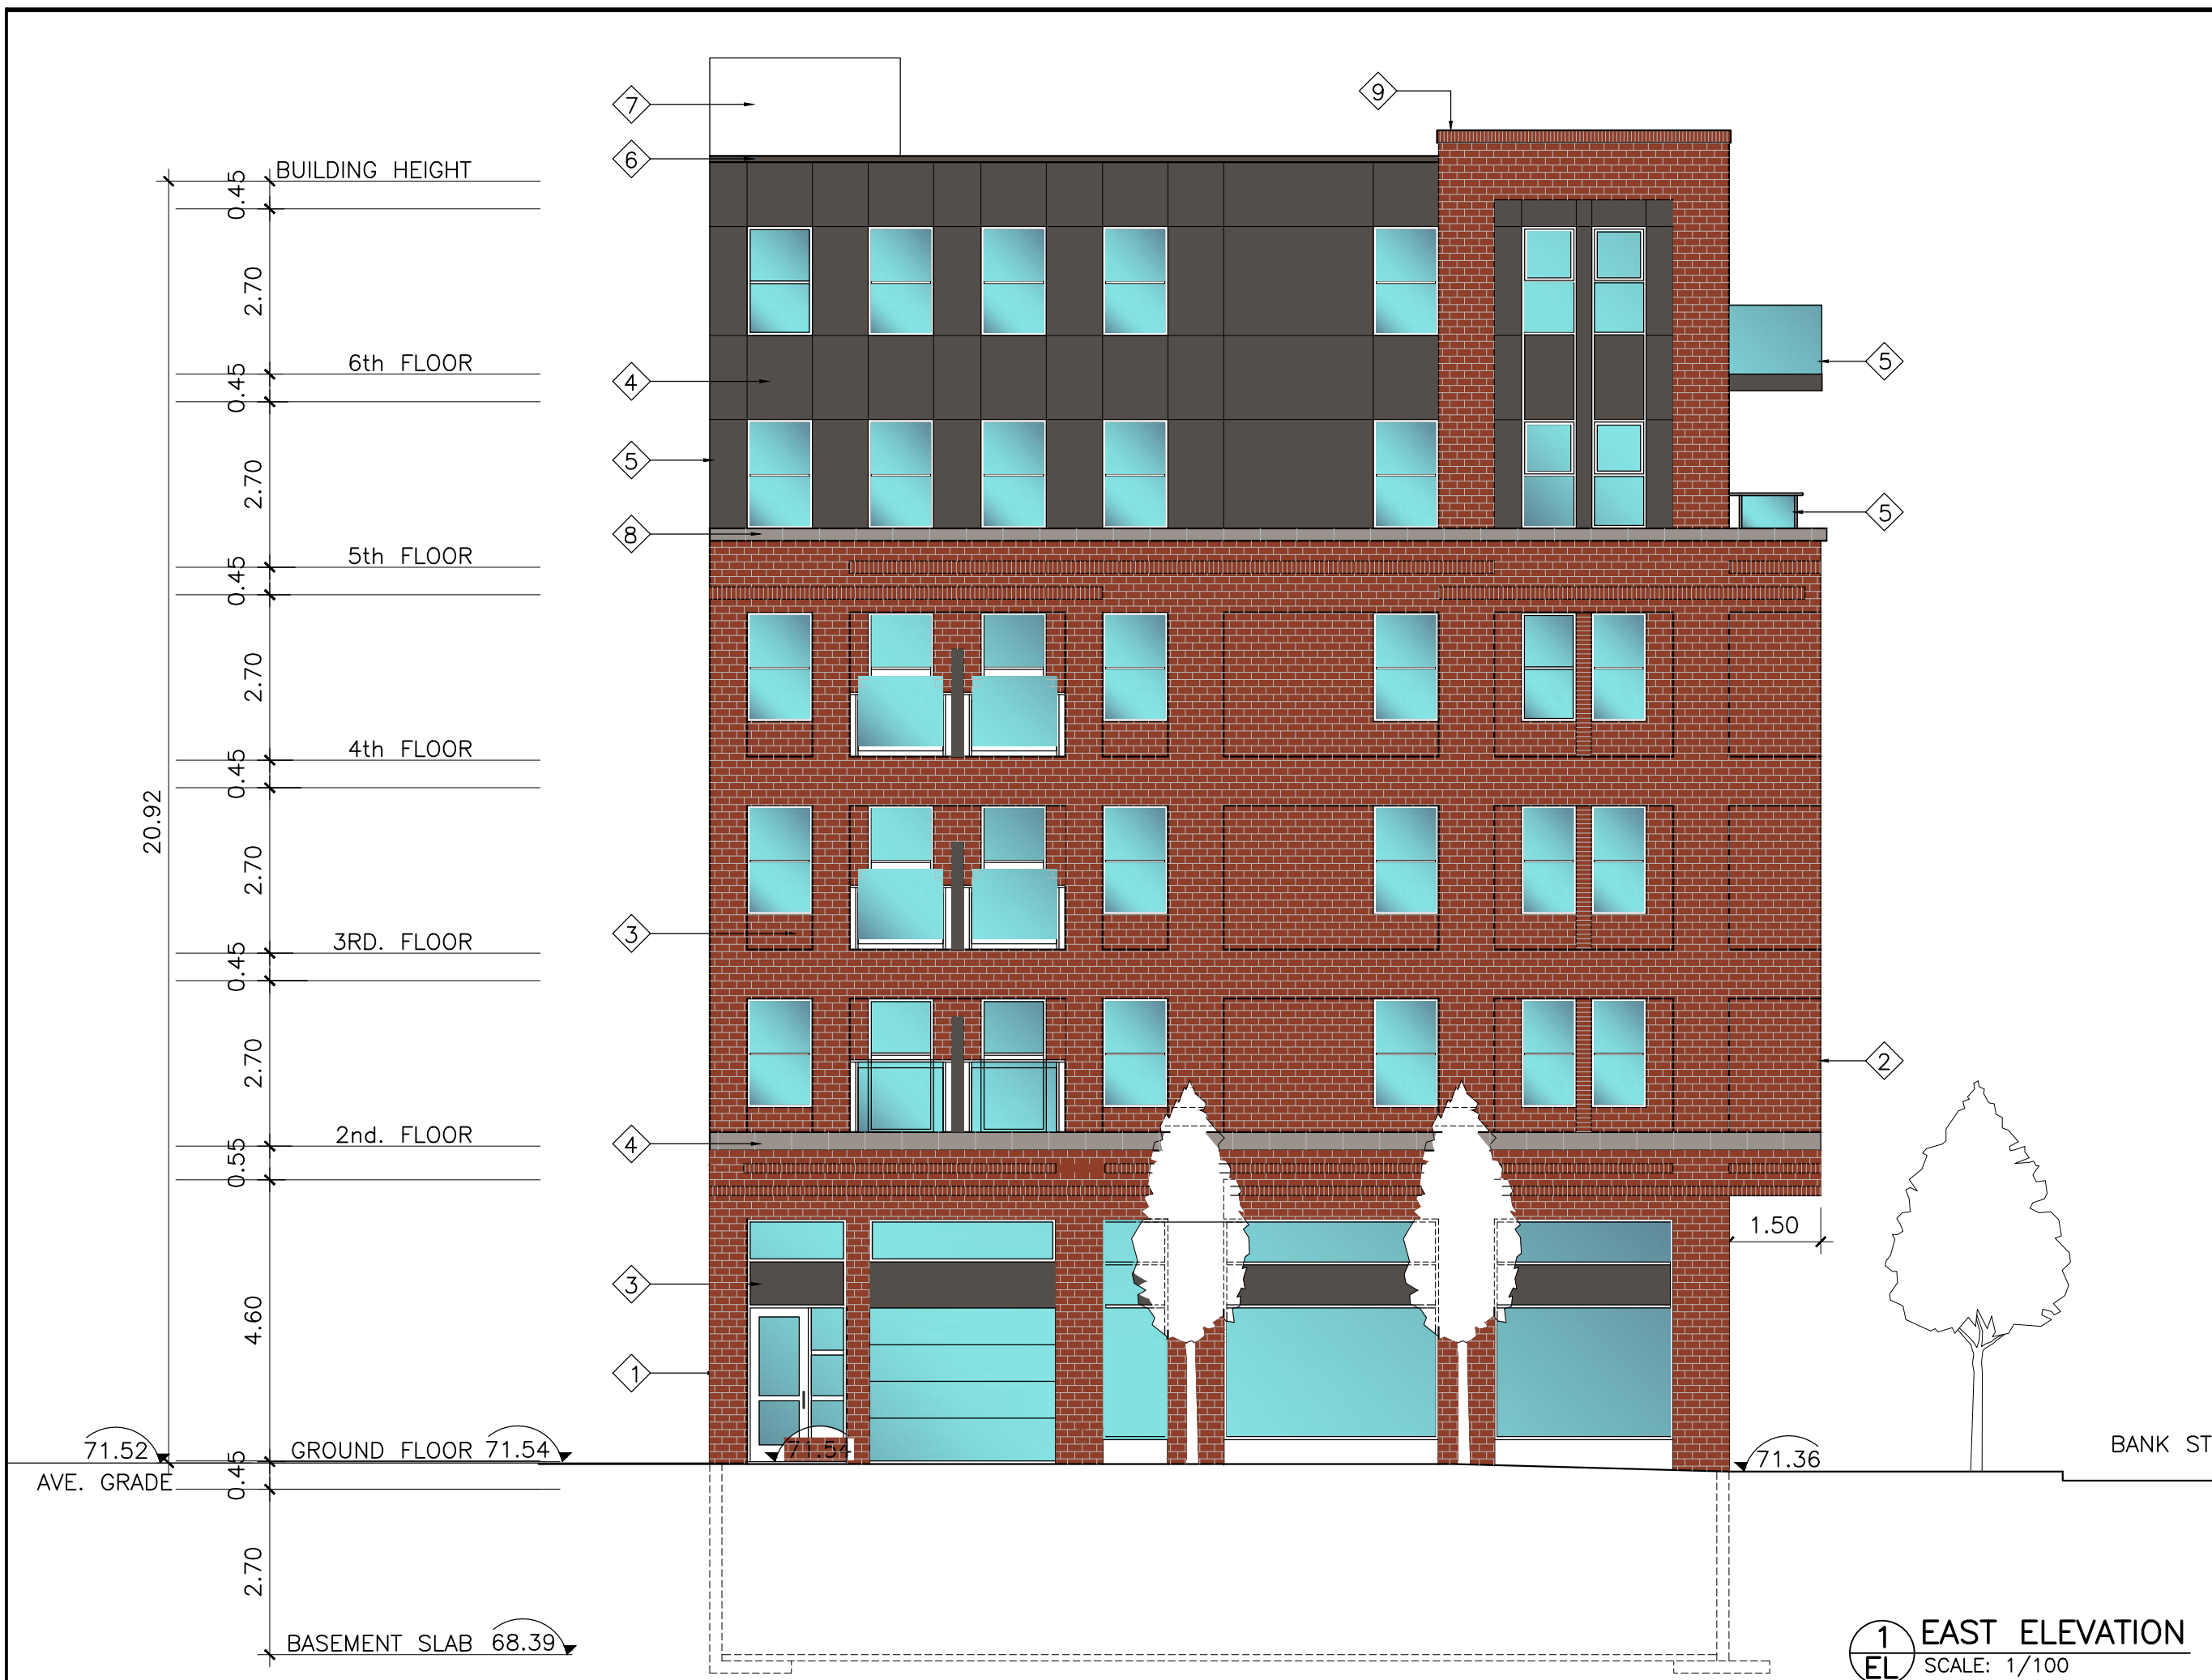 7
9
6
BUILDING HEIGHT
0.45
2.70
6th FLOOR
0.45
4
5
2.70
5
5
8
5th FLOOR
0.45
2.70
4th FLOOR
0.45
20.92
2.70
3
3RD. FLOOR
0.45
2.70
2
2nd. FLOOR
4
0.55
1.50
3
4.60
1
71.52
GROUND FLOOR 71.54
71.54
71.36
BANK ST
AVE. GRADE
0.45
2.70
BASEMENT SLAB 68.39
1
EL
EAST ELEVATION
SCALE: 1/100